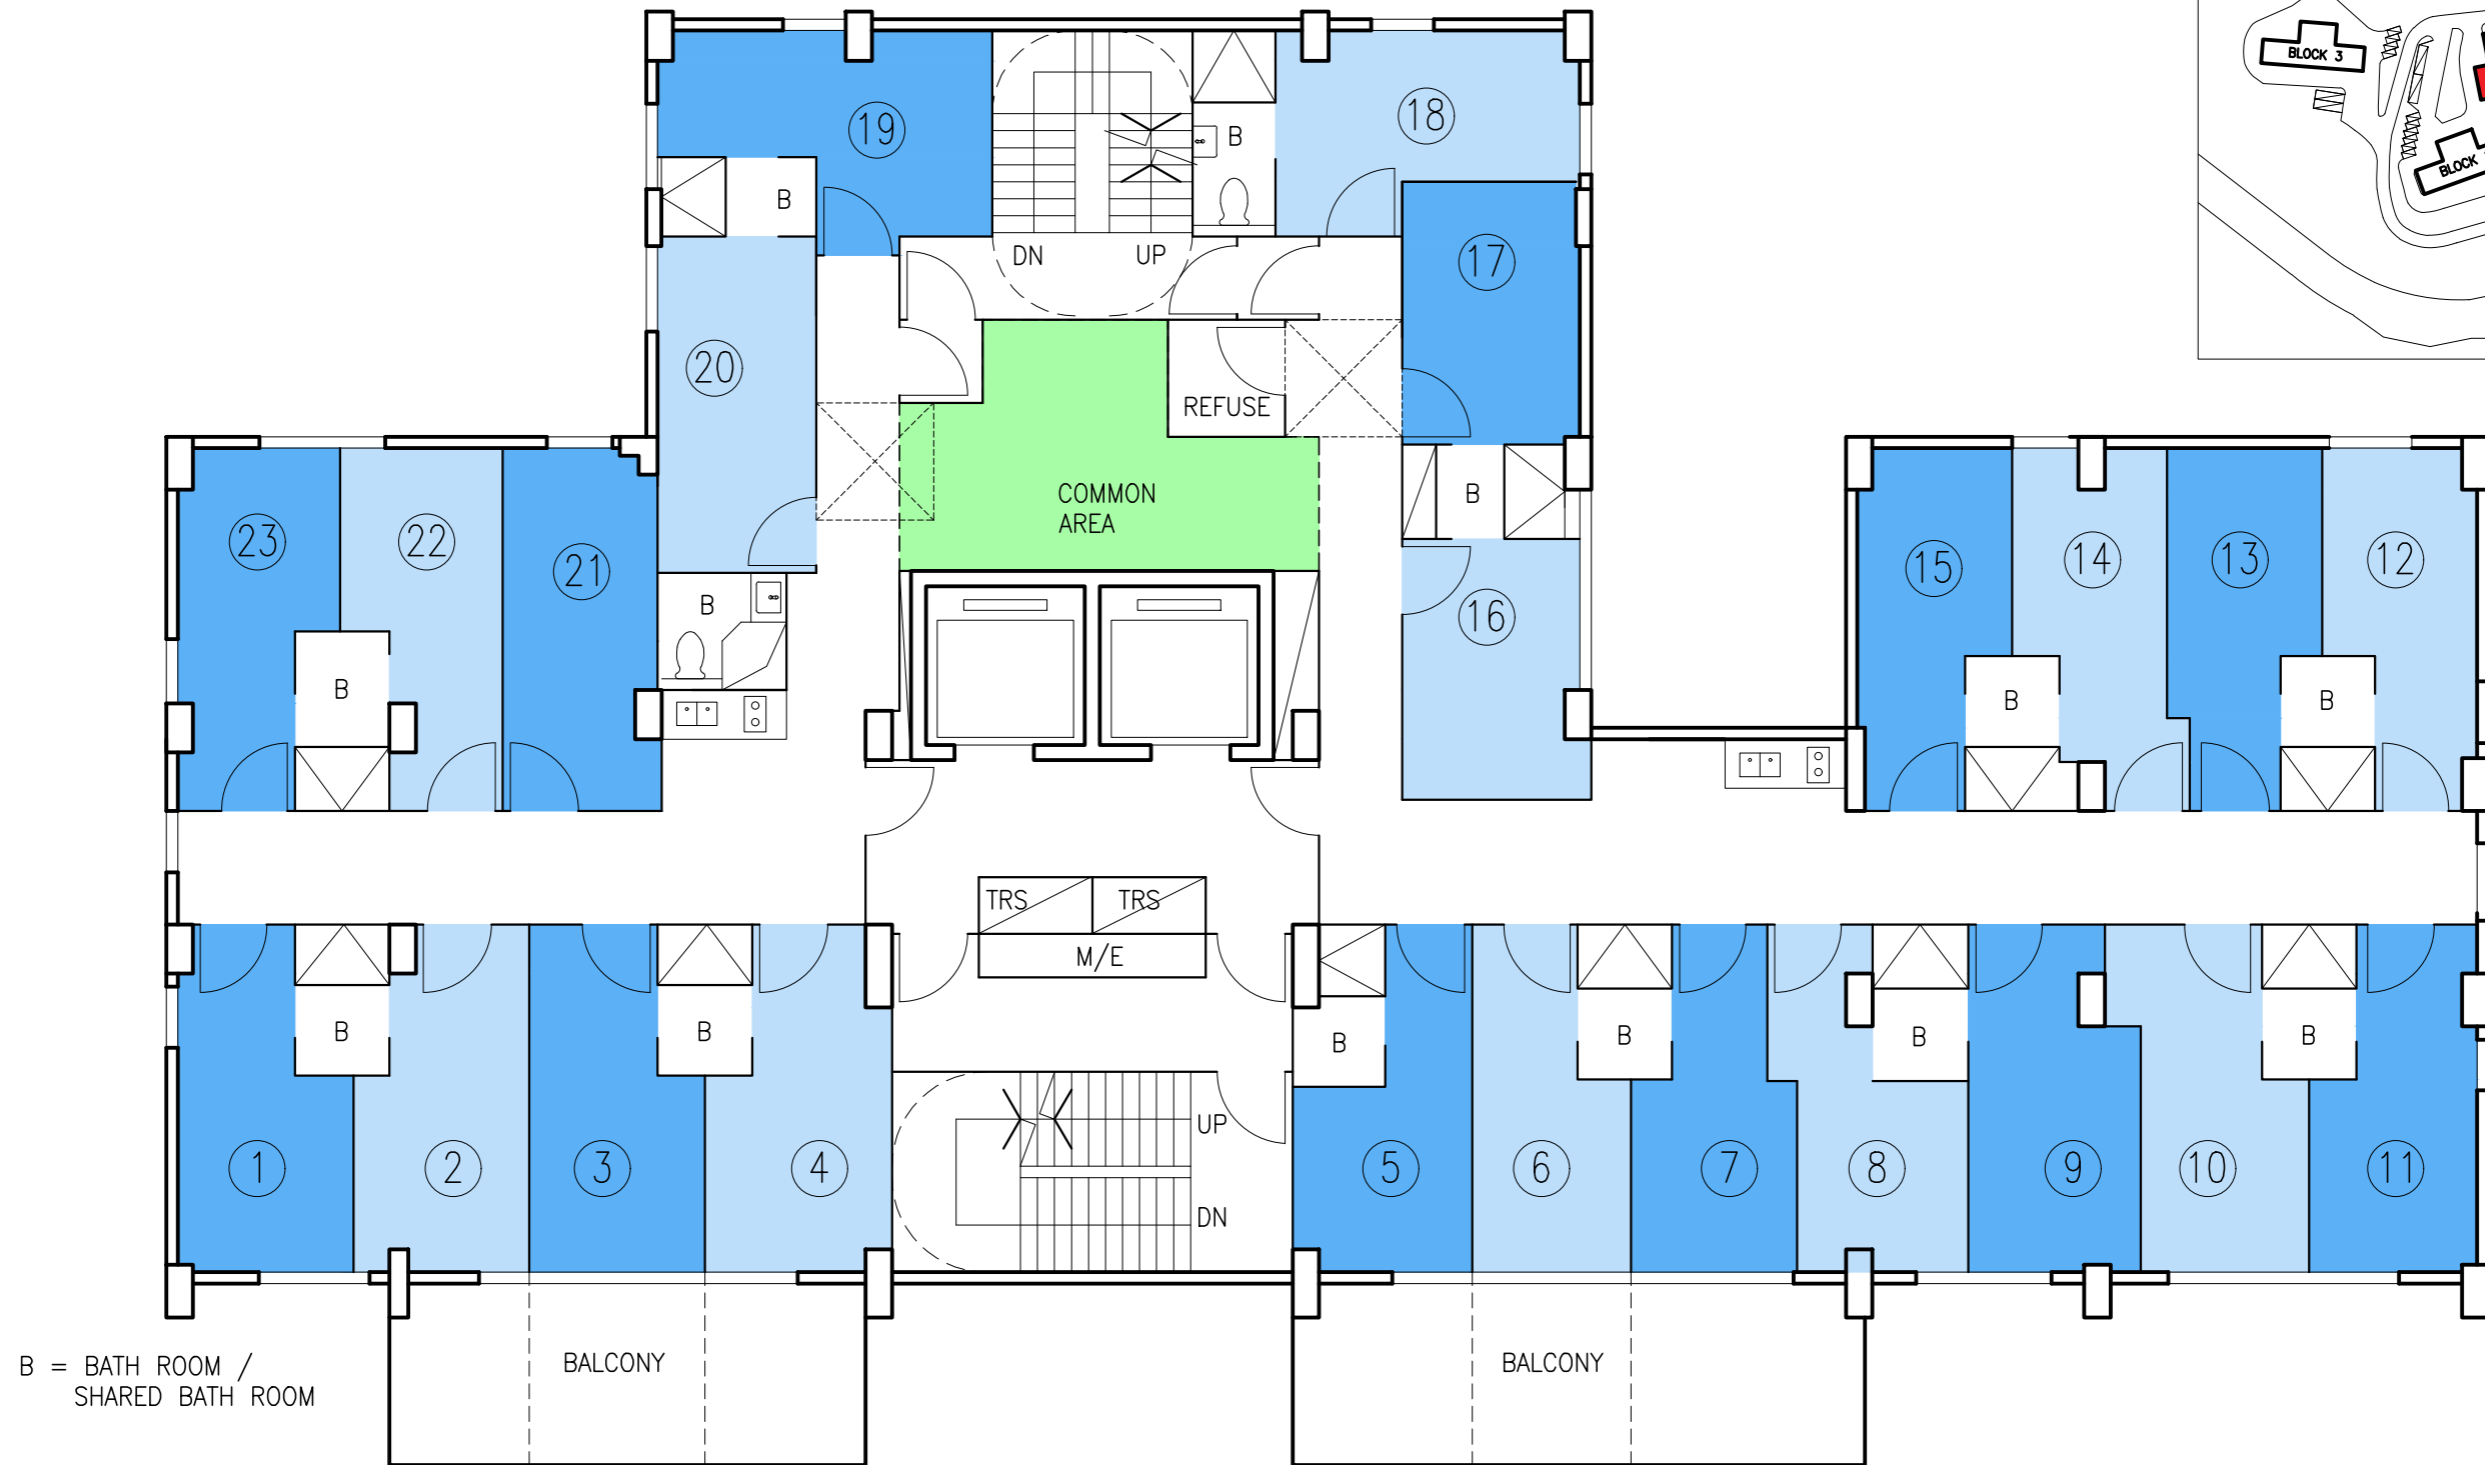 BLOCK 3
BLOCK
19
B
18
B
17
DN
UP
20
REFUSE
COMMON
AREA
B
23
22
21
B
16
15
14
13
12
B
B
B
TRS
TRS
M/E
B
B
B
B
B
B
UP
DN
1
2
3
4
5
6
7
8
9
10
11
BALCONY
BALCONY
B = BATH ROOM /
SHARED BATH ROOM